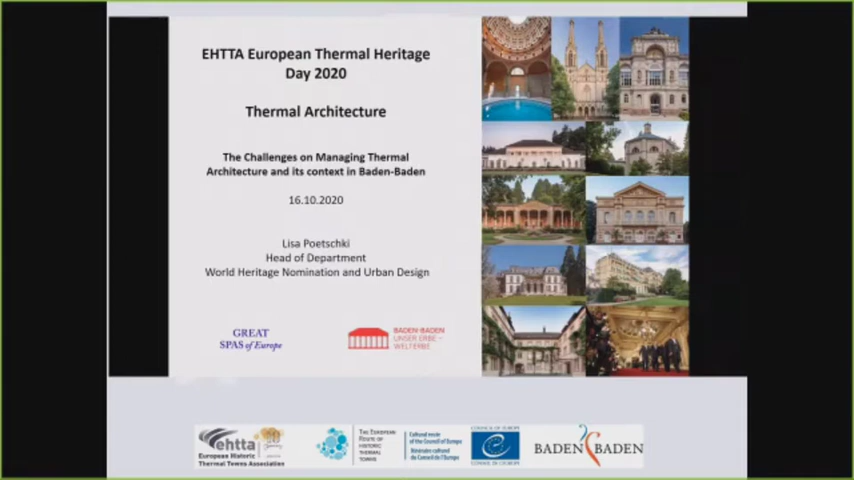 EHTTA European Thermal Heritage
Day 2020
Thermal Architecture
The Challenges on Managing Thermal
Architecture and its context in Baden-Baden
16.10.2020
Lisa Poetschki
Head of Department
World Heritage Nomination and Urban Design
GREAT
SPAS of Europe
BADEN-BADEN
UNSER ERBE –
WELTERBE
ehtta
European Historic
Thermal Towns Association
THE EUROPEAN
ROUTE OF
HISTORIC
THERMAL
TOWNS
Cultural route
of the Council of Europe
Itinéraire culturel
du Conseil de l'Europe
COUNCIL OF EUROPE
CONSEIL DE L'EUROPE
BADEN BADEN